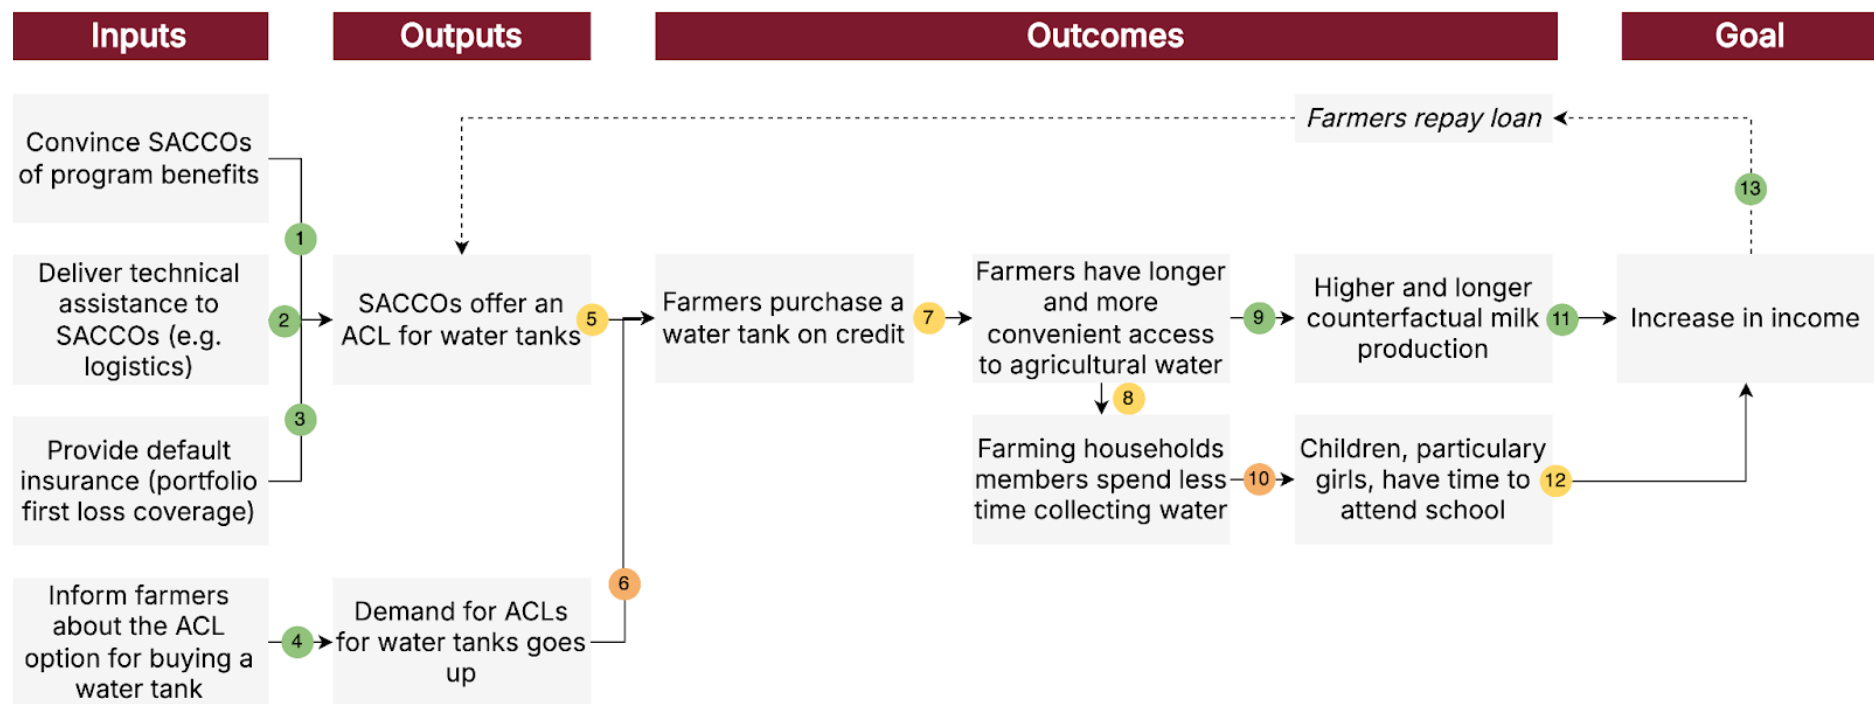 Inputs
Outputs
Outcomes
Goal
Convince SACCOs
of program benefits
Farmers repay loan
1
13
Deliver technical
assistance to
SACCOs (e.g.
logistics)
2
SACCOs offer an
ACL for water tanks
5
Farmers purchase a
water tank on credit
7
Farmers have longer
and more
convenient access
to agricultural water
9
Higher and longer
counterfactual milk
production
11
Increase in income
8
3
Provide default
insurance (portfolio
first loss coverage)
Farming households
members spend less
time collecting water
10
Children, particulary
girls, have time to
attend school
12
6
Inform farmers
about the ACL
option for buying a
water tank
4
Demand for ACLs
for water tanks goes
up